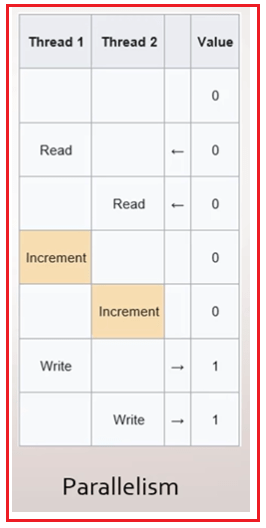 Thread 1 Thread 2 Value
0
Read ← 0
Read ← 0
Increment 0
Increment 0
Write → 1
Write → 1
Parallelism